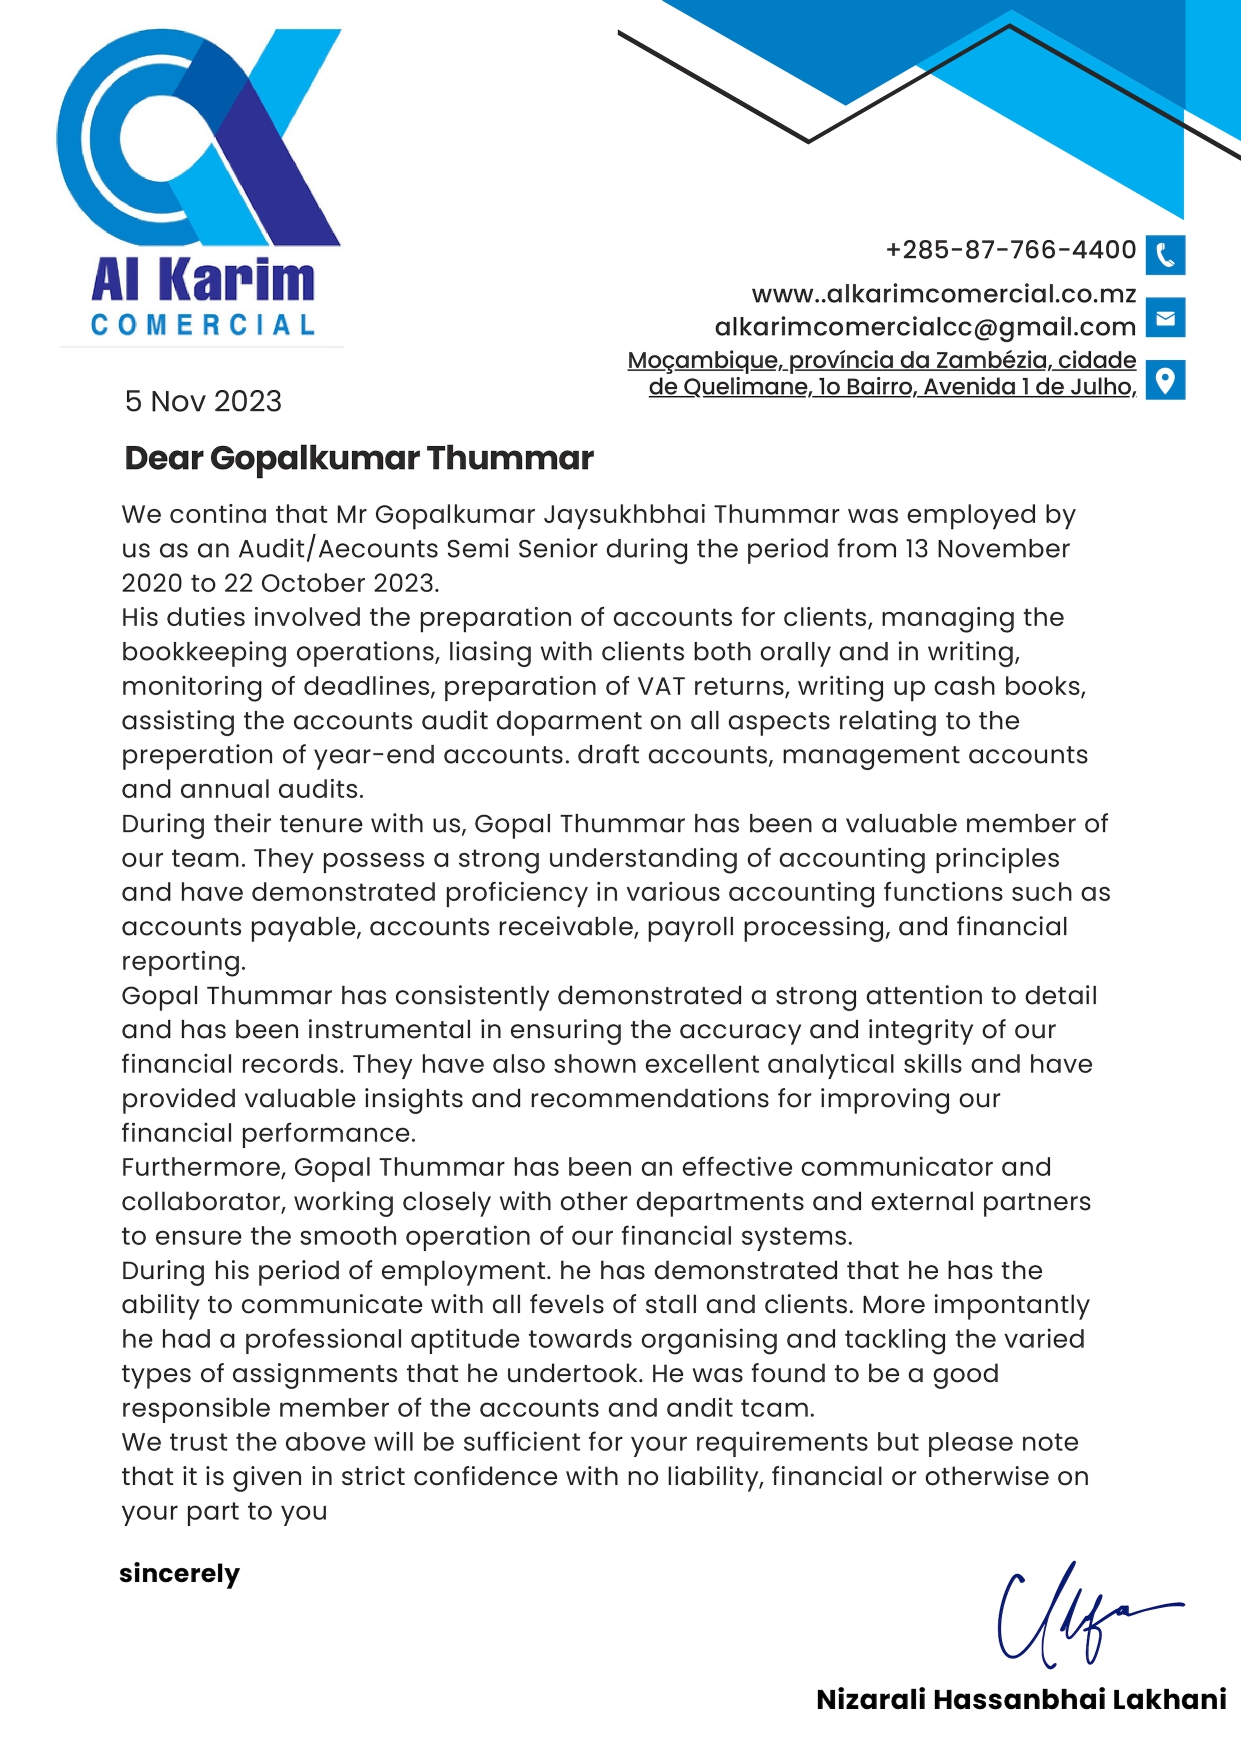 Al Karim
COMERCIAL
+285-87-766-4400
www..alkarimcomercial.co.mz
alkarimcomercialcc@gmail.com
Moçambique, província da Zambézia, cidade
de Quelimane, 1o Bairro, Avenida 1 de Julho,
5 Nov 2023
Dear Gopalkumar Thummar
We contina that Mr Gopalkumar Jaysukhbhai Thummar was employed by
us as an Audit/Aecounts Semi Senior during the period from 13 November
2020 to 22 October 2023.
His duties involved the preparation of accounts for clients, managing the
bookkeeping operations, liasing with clients both orally and in writing,
monitoring of deadlines, preparation of VAT returns, writing up cash books,
assisting the accounts audit doparment on all aspects relating to the
preperation of year-end accounts. draft accounts, management accounts
and annual audits.
During their tenure with us, Gopal Thummar has been a valuable member of
our team. They possess a strong understanding of accounting principles
and have demonstrated proficiency in various accounting functions such as
accounts payable, accounts receivable, payroll processing, and financial
reporting.
Gopal Thummar has consistently demonstrated a strong attention to detail
and has been instrumental in ensuring the accuracy and integrity of our
financial records. They have also shown excellent analytical skills and have
provided valuable insights and recommendations for improving our
financial performance.
Furthermore, Gopal Thummar has been an effective communicator and
collaborator, working closely with other departments and external partners
to ensure the smooth operation of our financial systems.
During his period of employment. he has demonstrated that he has the
ability to communicate with all fevels of stall and clients. More impontantly
he had a professional aptitude towards organising and tackling the varied
types of assignments that he undertook. He was found to be a good
responsible member of the accounts and andit tcam.
We trust the above will be sufficient for your requirements but please note
that it is given in strict confidence with no liability, financial or otherwise on
your part to you
sincerely
Nizarali Hassanbhai Lakhani